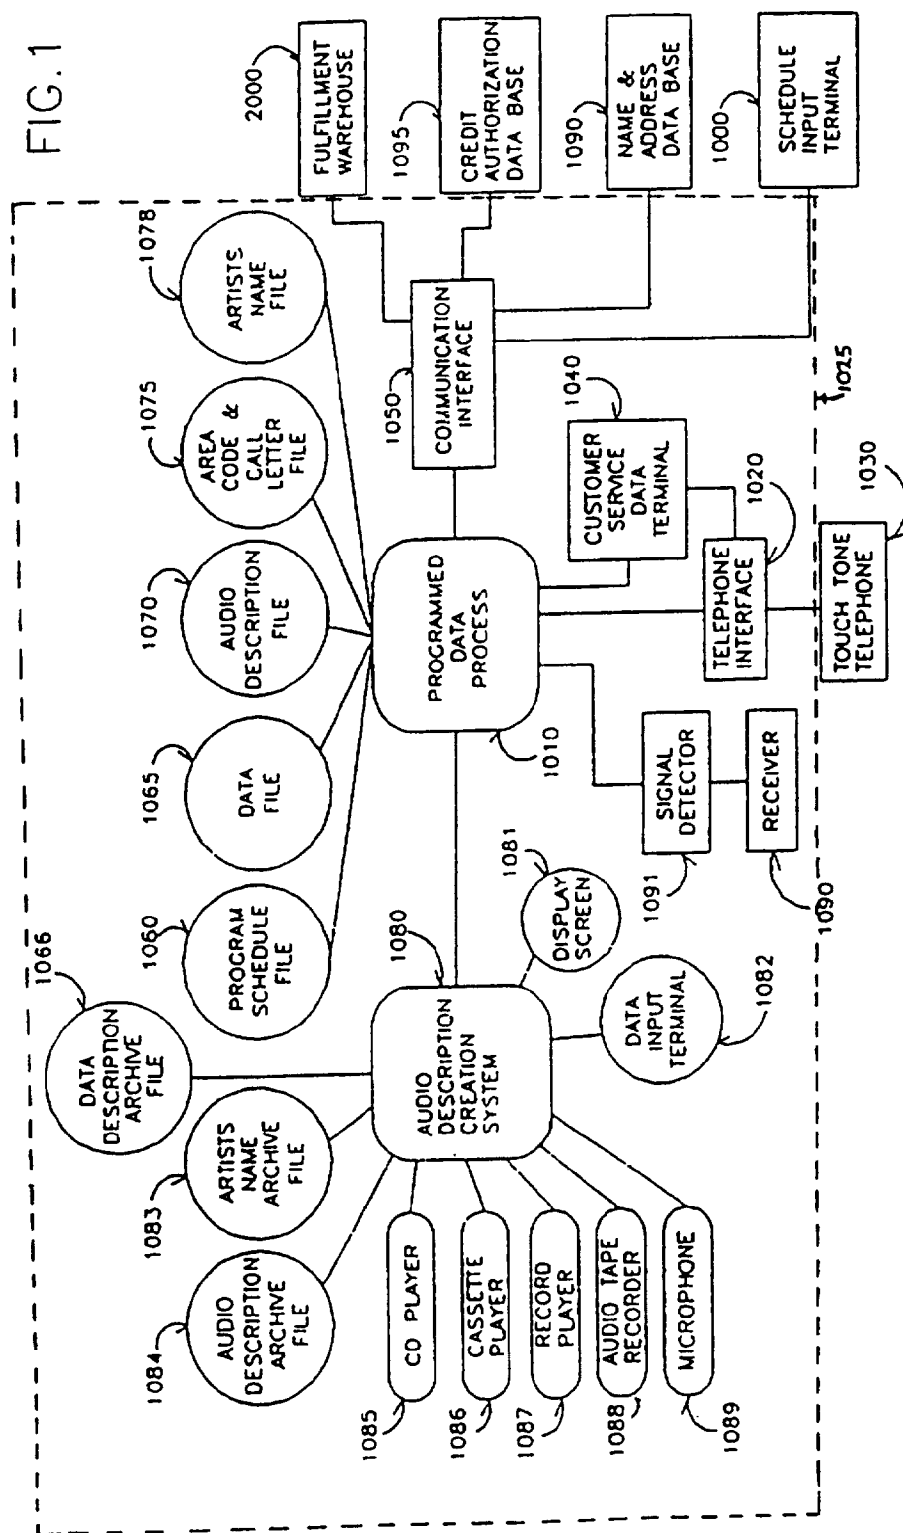 FIG. 1
1066
DATA
DESCRIPTION
ARCHIVE
FILE
1083
ARTISTS
NAME
ARCHIVE
FILE
1084
AUDIO
DESCRIPTION
ARCHIVE
FILE
1060
PROGRAM
SCHEDULE
FILE
1065
DATA
FILE
1070
AUDIO
DESCRIPTION
FILE
1075
AREA
CODE &
CALL
LETTER
FILE
1078
ARTISTS
NAME
FILE
2000
FULFILLMENT
WAREHOUSE
1095
CREDIT
AUTHORIZATION
DATA BASE
1090
NAME &
ADDRESS
DATA BASE
1000
SCHEDULE
INPUT
TERMINAL
1080
AUDIO
DESCRIPTION
CREATION
SYSTEM
PROGRAMMED
DATA
PROCESS
1010
1050
COMMUNICATION
INTERFACE
1085
CD PLAYER
1086
CASSETTE
PLAYER
1087
RECORD
PLAYER
1088
AUDIO TAPE
RECORDER
1089
MICROPHONE
1081
DISPLAY
SCREEN
DATA
INPUT
TERMINAL
1082
SIGNAL
DETECTOR
1091
RECEIVER
1090
1040
CUSTOMER
SERVICE
DATA
TERMINAL
TELEPHONE
INTERFACE
1020
1025
TOUCH TONE
TELEPHONE
1030